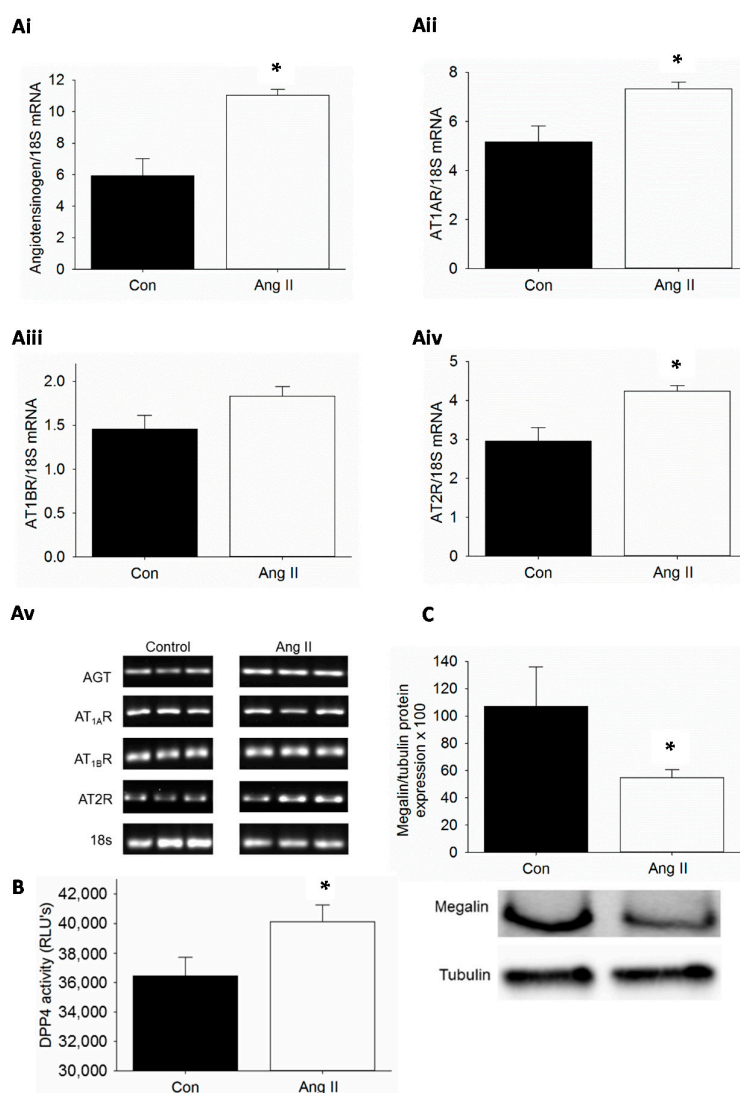 Ai
*
12
10
8
6
4
2
0
Angiotensinogen/18S mRNA
Con Ang II
Aii
*
8
6
4
2
0
AT1AR/18S mRNA
Con Ang II
Aiii
2.0
1.5
1.0
0.5
0.0
AT1BR/18S mRNA
Con Ang II
Aiv
*
5
4
3
2
1
0
AT2R/18S mRNA
Con Ang II
Av
Control Ang II
AGT
AT1AR
AT1BR
AT2R
18s
B
*
42,000
40,000
38,000
36,000
34,000
32,000
30,000
DPP4 activity (RLU's)
Con Ang II
C
*
140
120
100
80
60
40
20
0
Megalin/tubulin protein
expression x 100
Con Ang II
Megalin
Tubulin